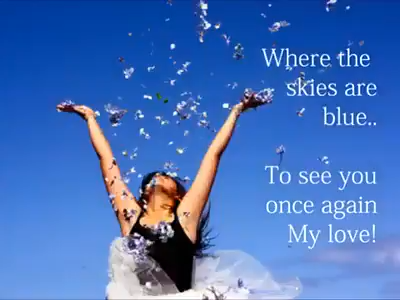 Where the
skies are
blue..
To see you
once again
My love!